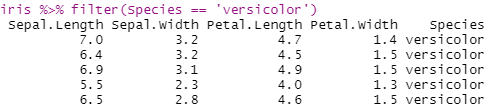 iris %>% filter(Species == 'versicolor')
Sepal.Length Sepal.Width Petal.Length Petal.Width Species
7.0 3.2 4.7 1.4 versicolor
6.4 3.2 4.5 1.5 versicolor
6.9 3.1 4.9 1.5 versicolor
5.5 2.3 4.0 1.3 versicolor
6.5 2.8 4.6 1.5 versicolor